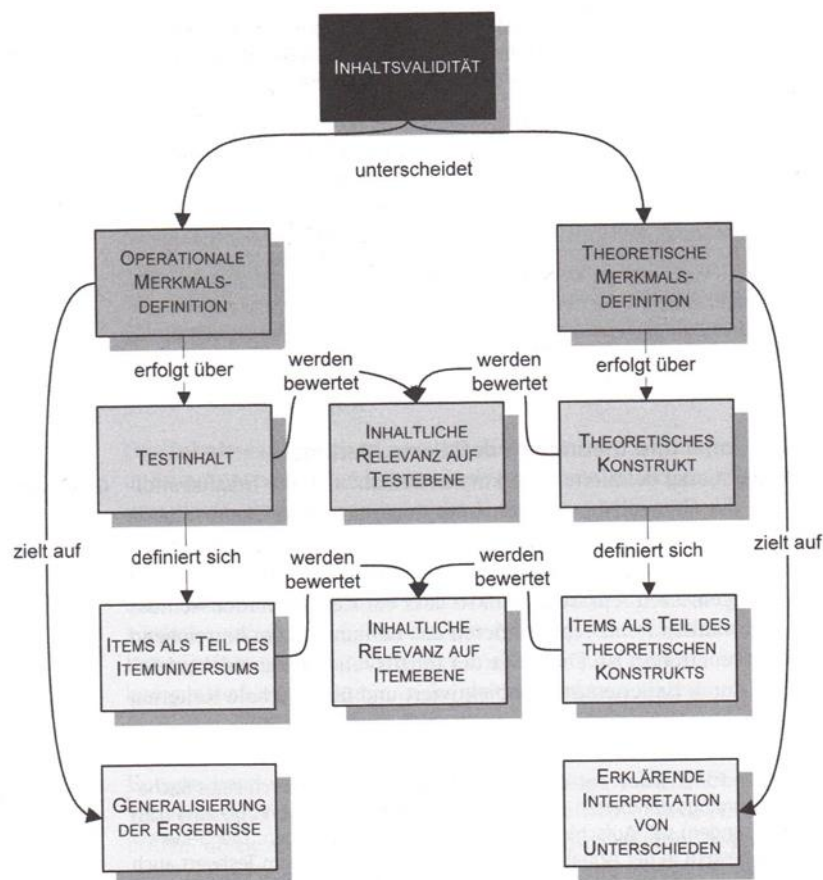 INHALTSVALIDITÄT
unterscheidet
OPERATIONALE
MERKMALS-
DEFINITION
THEORETISCHE
MERKMALS-
DEFINITION
erfolgt über
werden
bewertet
werden
bewertet
erfolgt über
TESTINHALT
INHALTLICHE
RELEVANZ AUF
TESTEBENE
THEORETISCHES
KONSTRUKT
zielt auf
definiert sich
werden
bewertet
werden
bewertet
definiert sich
zielt auf
ITEMS ALS TEIL DES
ITEMUNIVERSUMS
INHALTLICHE
RELEVANZ AUF
ITEMEBENE
ITEMS ALS TEIL DES
THEORETISCHEN
KONSTRUKTS
GENERALISIERUNG
DER ERGEBNISSE
ERKLÄRENDE
INTERPRETATION
VON
UNTERSCHIEDEN